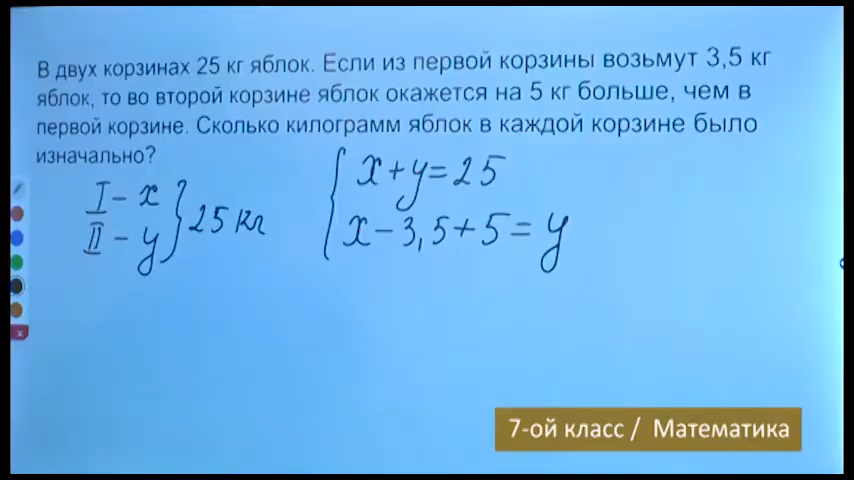 В двух корзинах 25 кг яблок. Если из первой корзины возьмут 3,5 кг
яблок, то во второй корзине яблок окажется на 5 кг больше, чем в
первой корзине. Сколько килограмм яблок в каждой корзине было
изначально?
I – x
II – y
25 кг
x + y = 25
x – 3,5 + 5 = y
x
7-ой класс / Математика